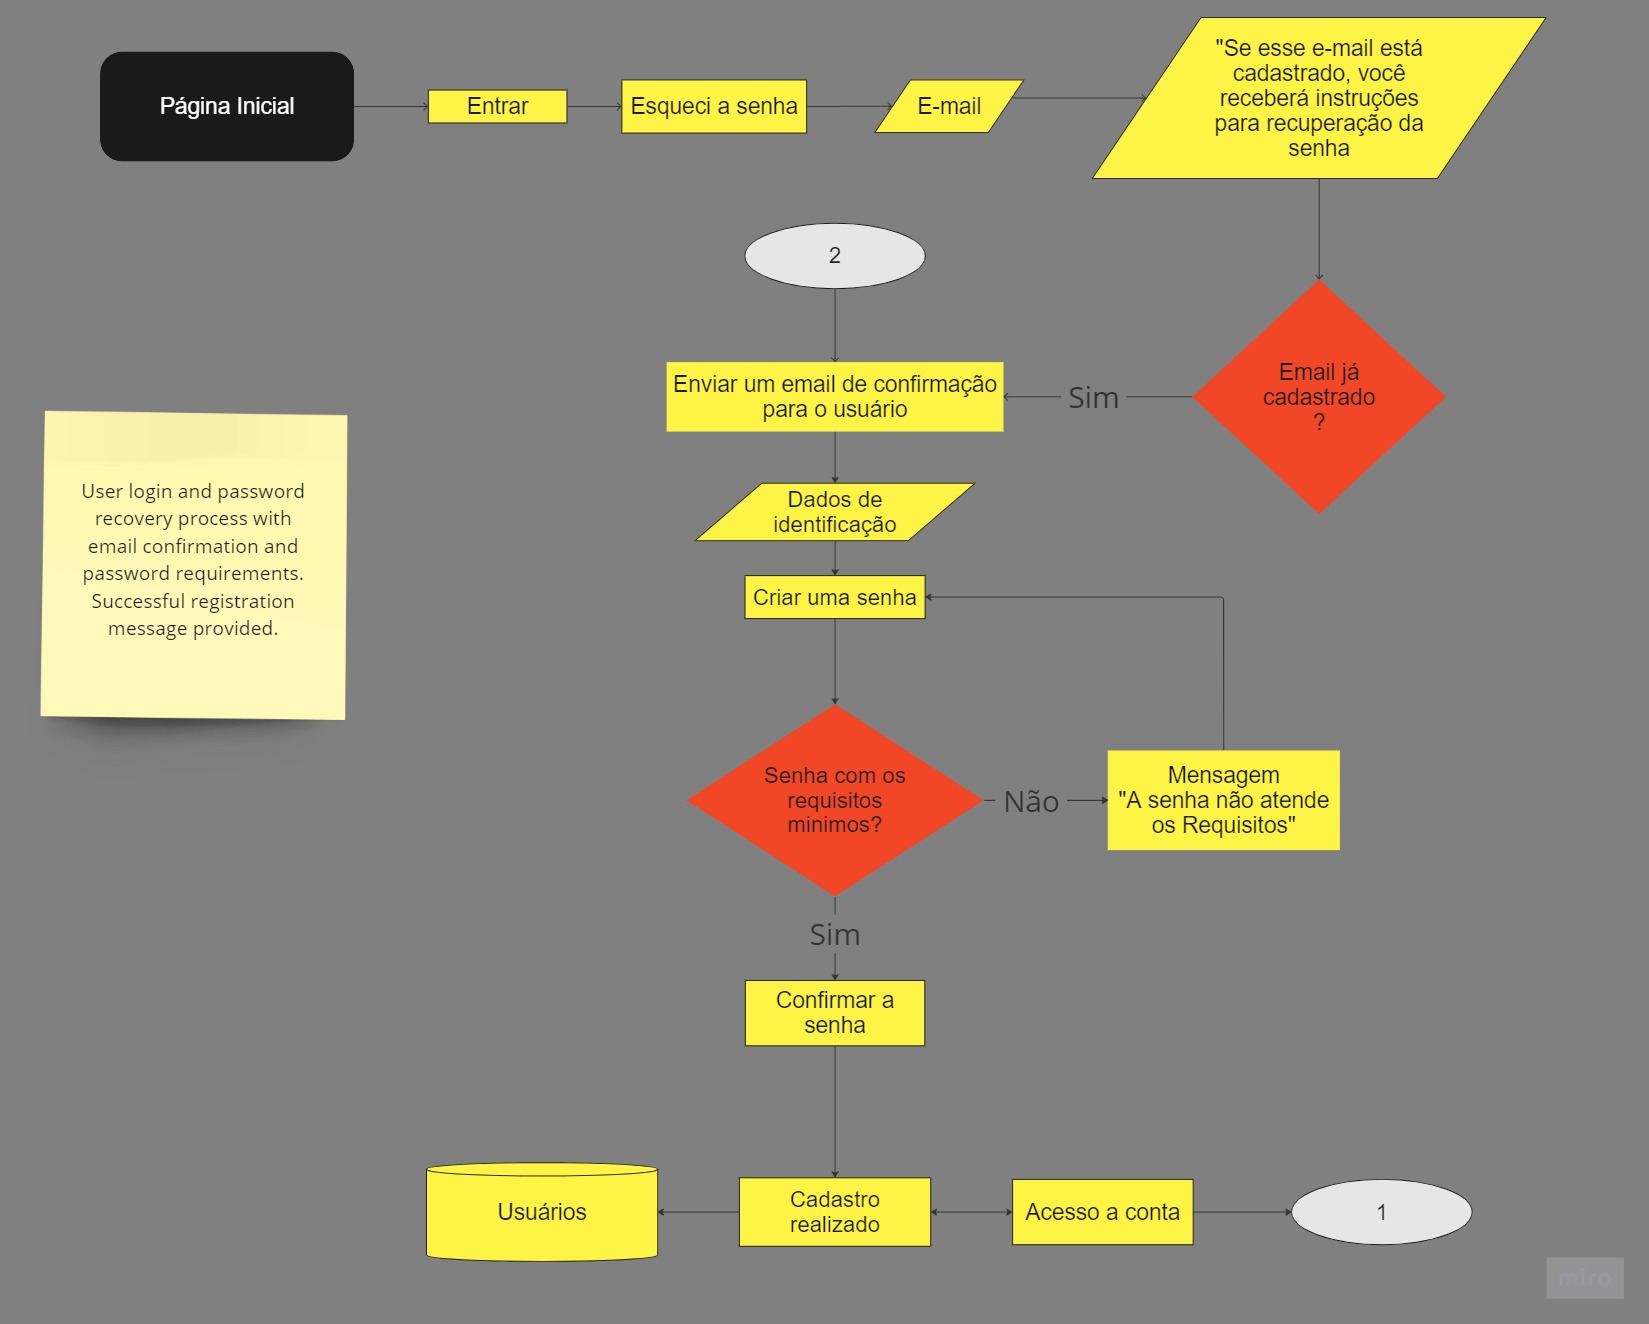 Página Inicial
Entrar
Esqueci a senha
E-mail
"Se esse e-mail está
cadastrado, você
receberá instruções
para recuperação da
senha
2
Enviar um email de confirmação
para o usuário
Sim
Email já
cadastrado
?
User login and password
recovery process with
email confirmation and
password requirements.
Successful registration
message provided.
Dados de
identificação
Criar uma senha
Senha com os
requisitos
minimos?
Não
Mensagem
"A senha não atende
os Requisitos"
Sim
Confirmar a
senha
Usuários
Cadastro
realizado
Acesso a conta
1
miro